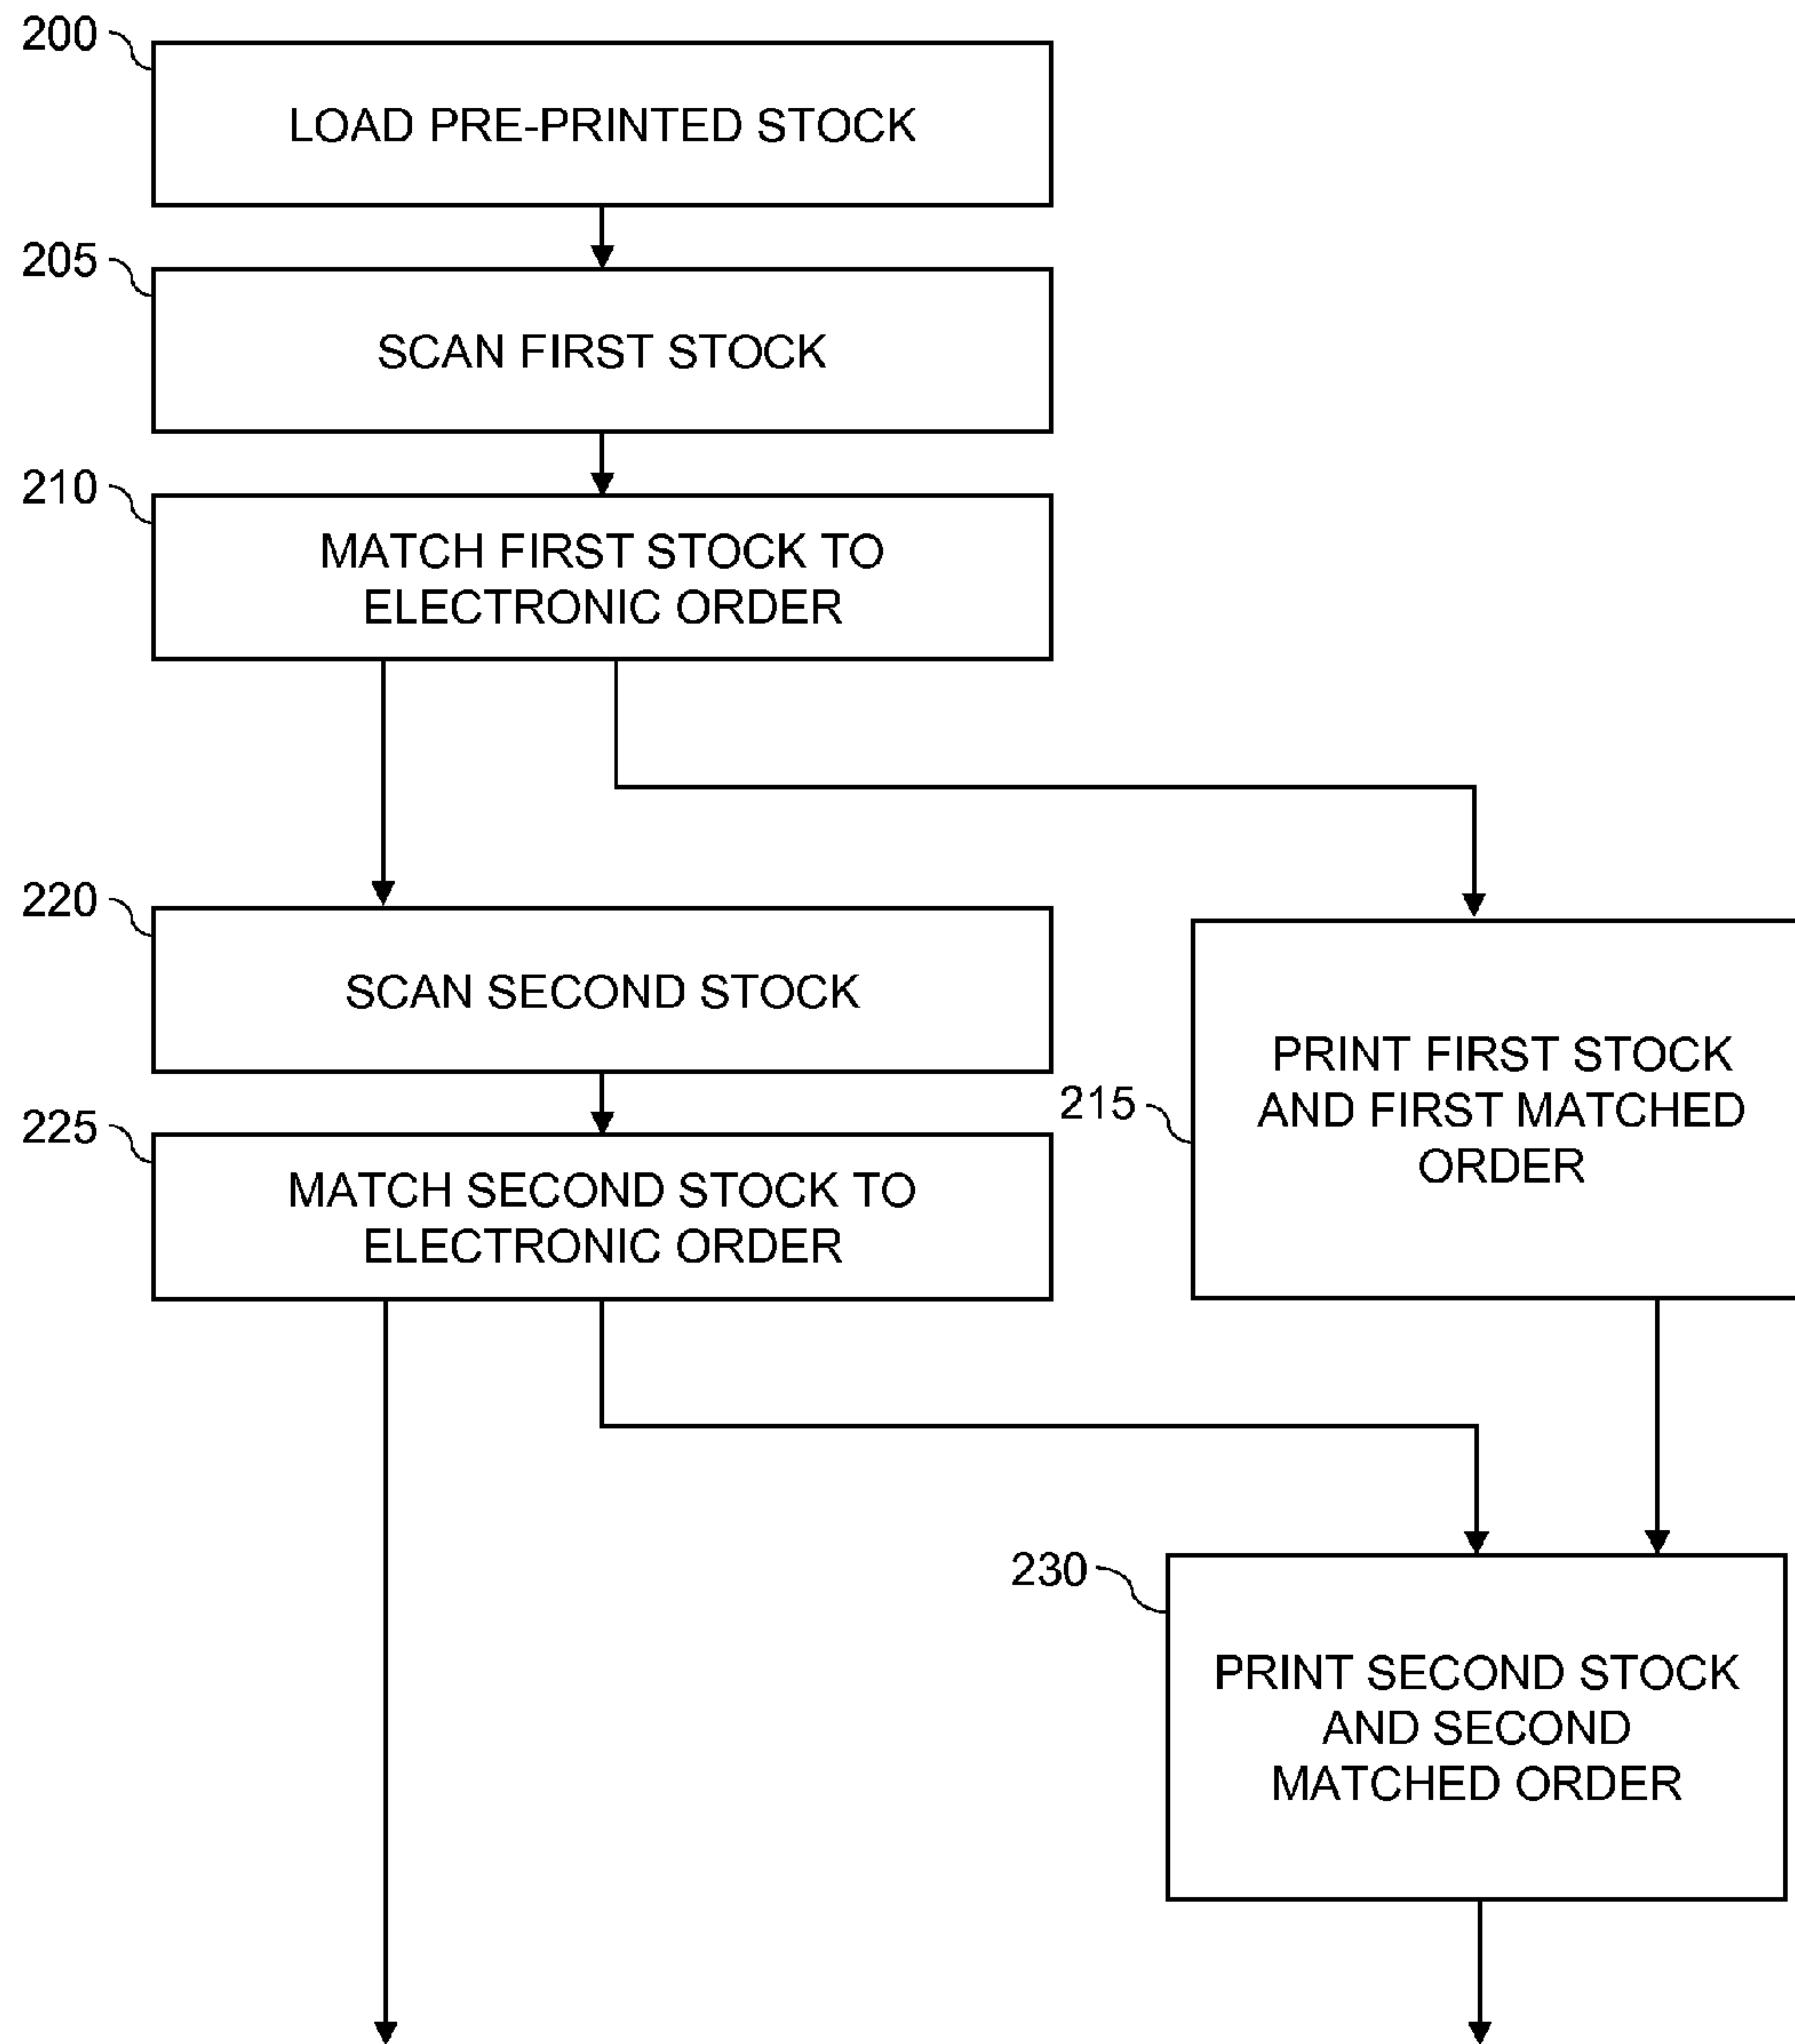 200
LOAD PRE-PRINTED STOCK
205
SCAN FIRST STOCK
210
MATCH FIRST STOCK TO
ELECTRONIC ORDER
220
SCAN SECOND STOCK
215
PRINT FIRST STOCK
AND FIRST MATCHED
ORDER
225
MATCH SECOND STOCK TO
ELECTRONIC ORDER
230
PRINT SECOND STOCK
AND SECOND
MATCHED ORDER